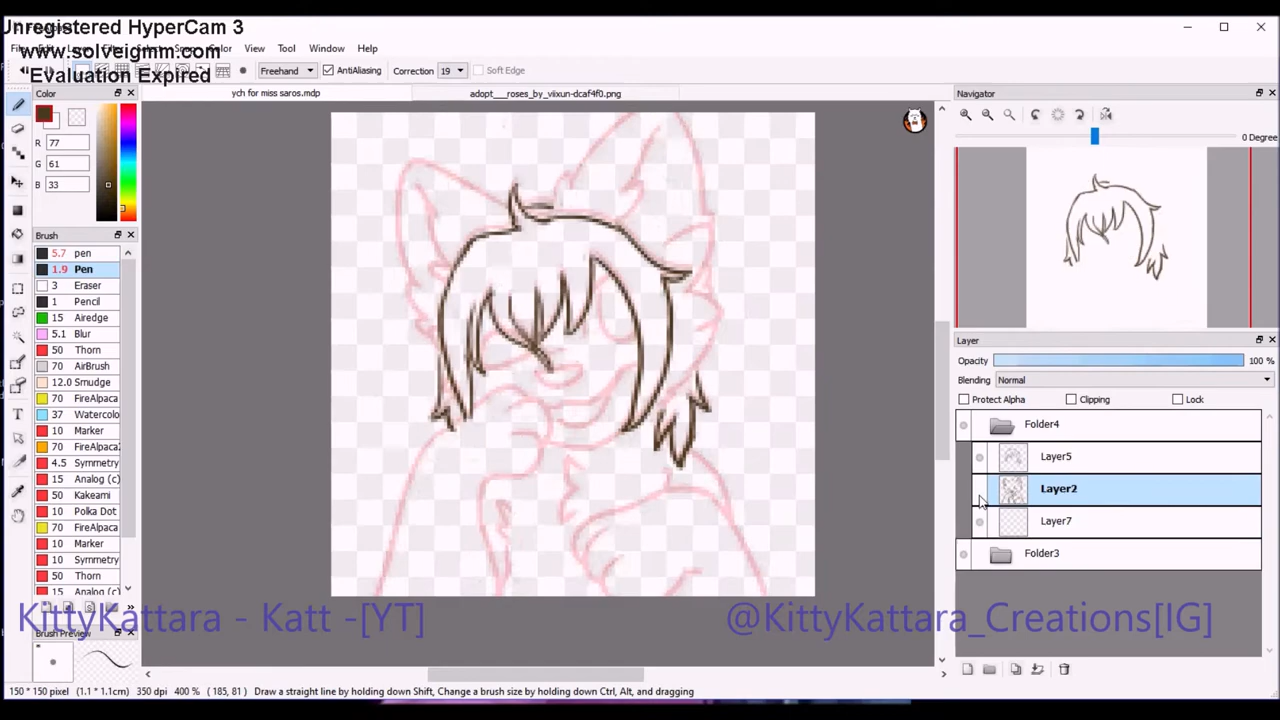 Unregistered HyperCam 3
www.solveigmm.com
Evaluation Expired
View Tool Window Help
Freehand AntiAliasing Correction 19 Soft Edge
Color
ych for miss saros.mdp
adopt___roses_by_viixun-dcaf4f0.png
Navigator
0 Degree
R 77
G 61
B 33
Brush
5.7 pen
1.9 Pen
3 Eraser
1 Pencil
15 Airedge
5.1 Blur
50 Thorn
70 AirBrush
12.0 Smudge
70 FireAlpaca
37 Watercolo
10 Marker
70 FireAlpaca
4.5 Symmetry
15 Analog (c)
50 Kakeami
10 Polka Dot
70 FireAlpaca
10 Marker
10 Symmetry
50 Thorn
15 Analog (c)
Brush Preview
Layer
Opacity 100 %
Blending Normal
Protect Alpha Clipping Lock
Folder4
Layer5
Layer2
Layer7
Folder3
KittyKattara - Katt -[YT]
@KittyKattara_Creations[IG]
150 * 150 pixel (1.1 * 1.1cm) 350 dpi 400 % ( 185, 81 ) Draw a straight line by holding down Shift, Change a brush size by holding down Ctrl, Alt, and dragging